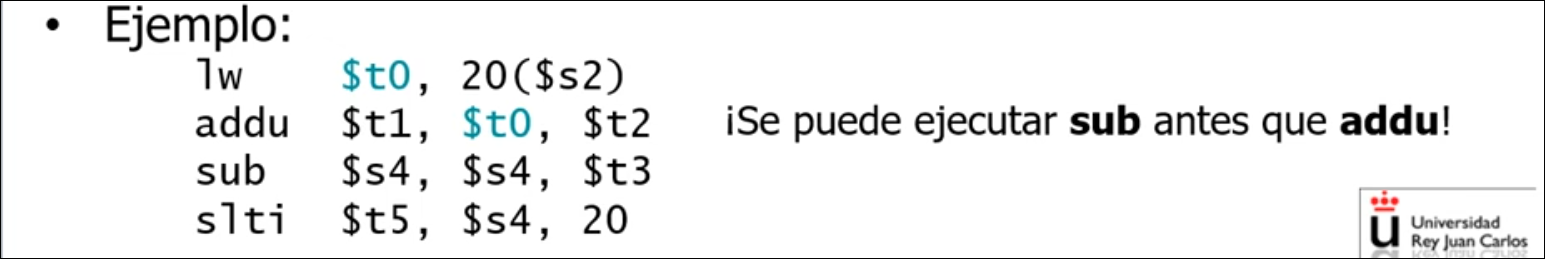 • Ejemplo:
lw $t0, 20($s2)
addu $t1, $t0, $t2 ¡Se puede ejecutar sub antes que addu!
sub $s4, $s4, $t3
slti $t5, $s4, 20
Universidad
Rey Juan Carlos